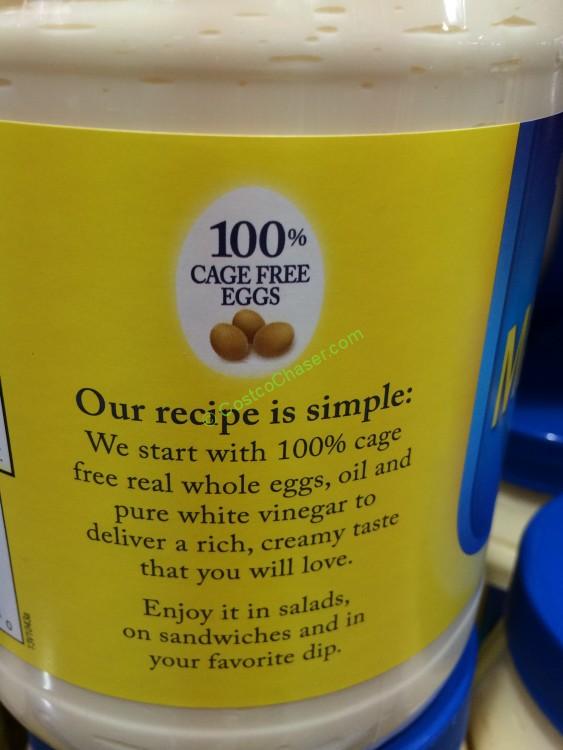 100%
CAGE FREE
EGGS
© CostcoChaser.com
Our recipe is simple:
We start with 100% cage
free real whole eggs, oil and
pure white vinegar to
deliver a rich, creamy taste
that you will love.
Enjoy it in salads,
on sandwiches and in
your favorite dip.